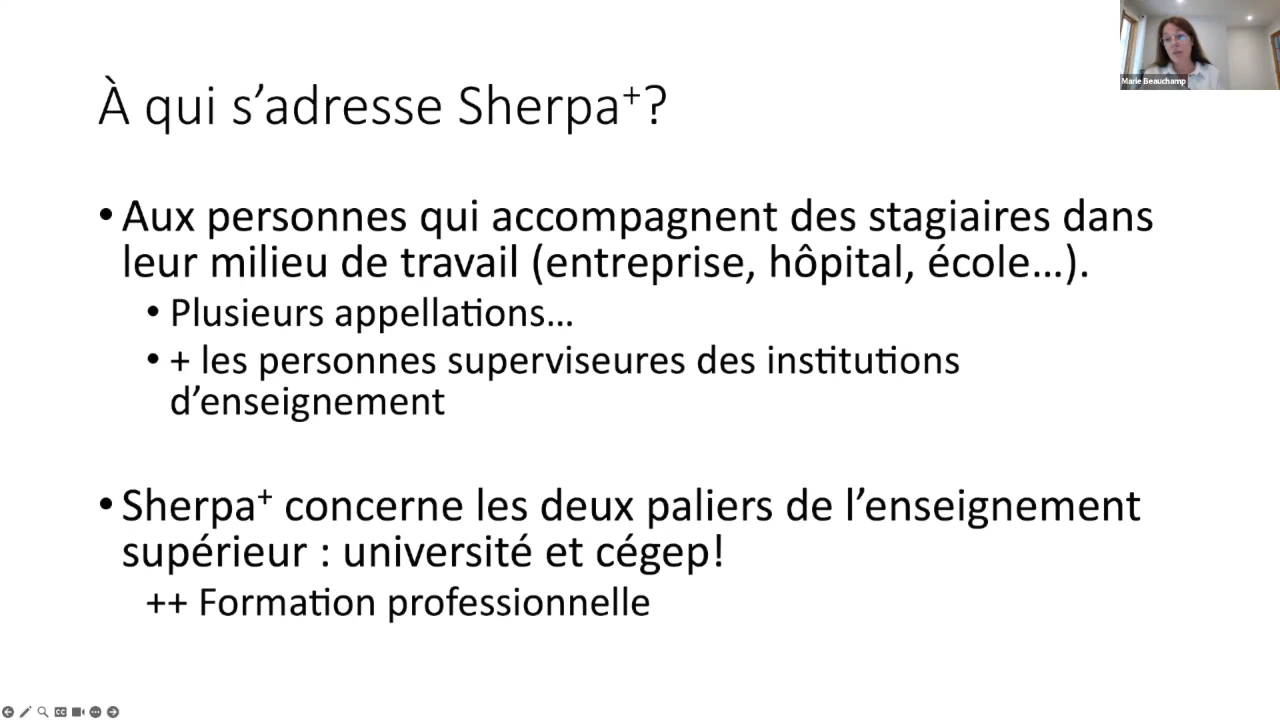 Marie Beauchamp
À qui s’adresse Sherpa⁺?
• Aux personnes qui accompagnent des stagiaires dans
leur milieu de travail (entreprise, hôpital, école…).
• Plusieurs appellations…
• + les personnes superviseures des institutions
d’enseignement
• Sherpa⁺ concerne les deux paliers de l’enseignement
supérieur : université et cégep!
++ Formation professionnelle